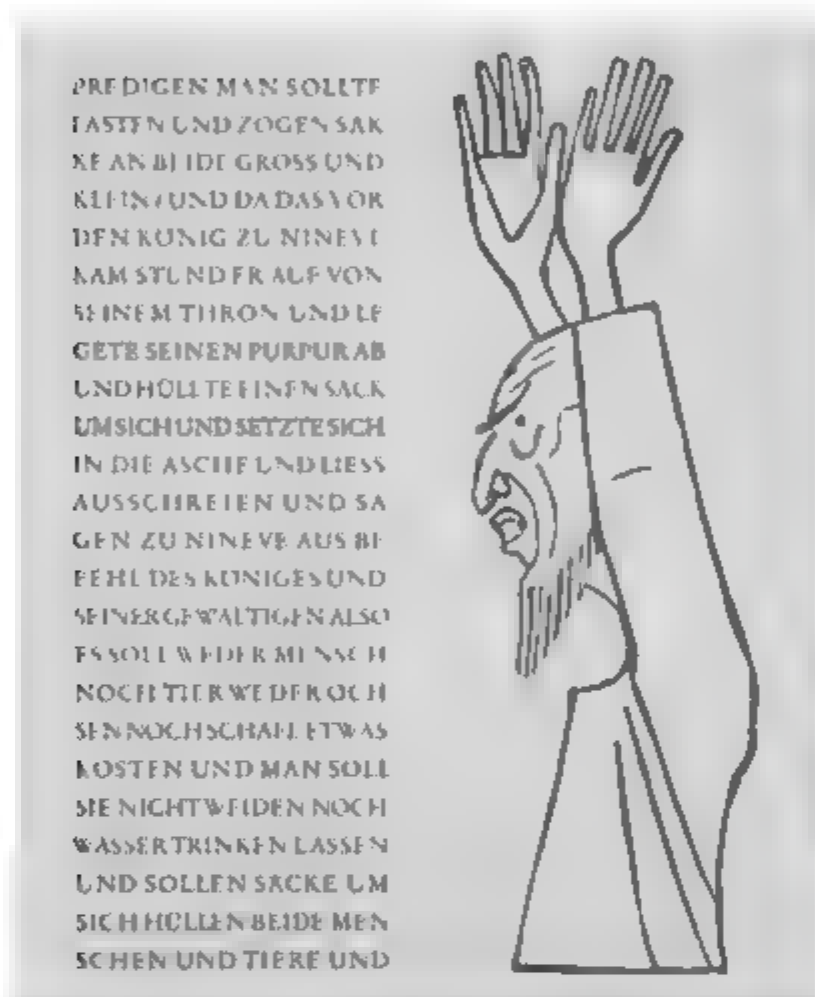 PREDIGEN MAN SOLLTE
FASTEN UND ZOGEN SAK
KE AN BEIDE GROSS UND
KLEIN / UND DA DAS VOR
DEN KÖNIG ZU NINEVE
KAM STUND ER AUF VON
SEINEM THRON UND LE
GETE SEINEN PURPUR AB
UND HÜLLTE EINEN SACK
UM SICH UND SETZTE SICH
IN DIE ASCHE UND LIESS
AUSSCHREIEN UND SA
GEN ZU NINEVE AUS BE
FEHL DES KÖNIGES UND
SEINER GEWALTIGEN ALSO
ES SOLL WEDER MENSCH
NOCH TIER WEDER OCH
SEN NOCH SCHAFE ETWAS
KOSTEN UND MAN SOLL
SIE NICHT WEIDEN NOCH
WASSER TRINKEN LASSEN
UND SOLLEN SÄCKE UM
SICH HÜLLEN BEIDE MEN
SCHEN UND TIERE UND